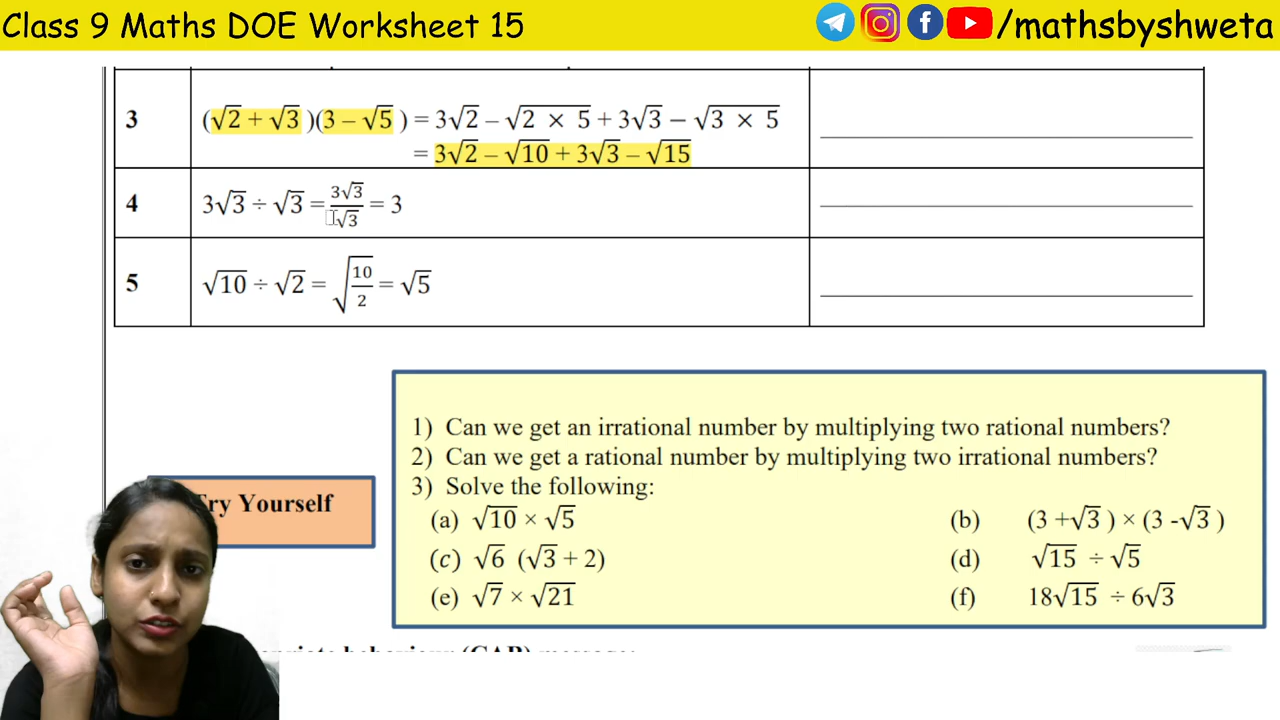 Class 9 Maths DOE Worksheet 15
/mathsbyshweta
3 (√2 + √3 )(3 – √5 ) = 3√2 – √(2 × 5) + 3√3 – √(3 × 5)
= 3√2 – √10 + 3√3 – √15
4 3√3 ÷ √3 = 3√3/√3 = 3
5 √10 ÷ √2 = √(10/2) = √5
Try Yourself
1) Can we get an irrational number by multiplying two rational numbers?
2) Can we get a rational number by multiplying two irrational numbers?
3) Solve the following:
(a) √10 × √5 (b) (3 +√3 ) × (3 -√3 )
(c) √6 (√3 + 2) (d) √15 ÷ √5
(e) √7 × √21 (f) 18√15 ÷ 6√3